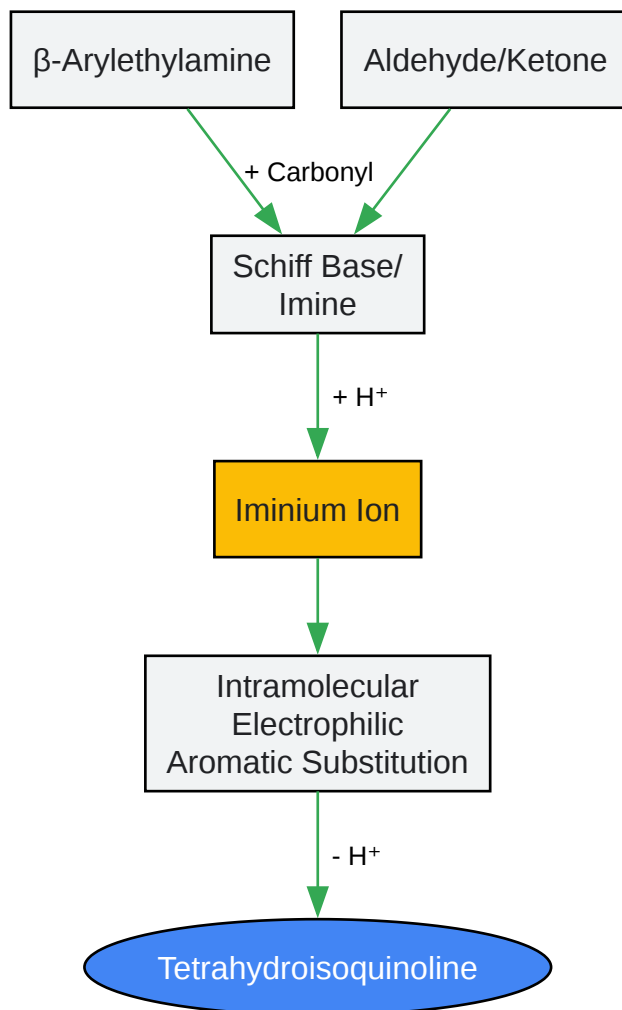 β-Arylethylamine
Aldehyde/Ketone
+ Carbonyl
Schiff Base/
Imine
+ H⁺
Iminium Ion
Intramolecular
Electrophilic
Aromatic Substitution
- H⁺
Tetrahydroisoquinoline